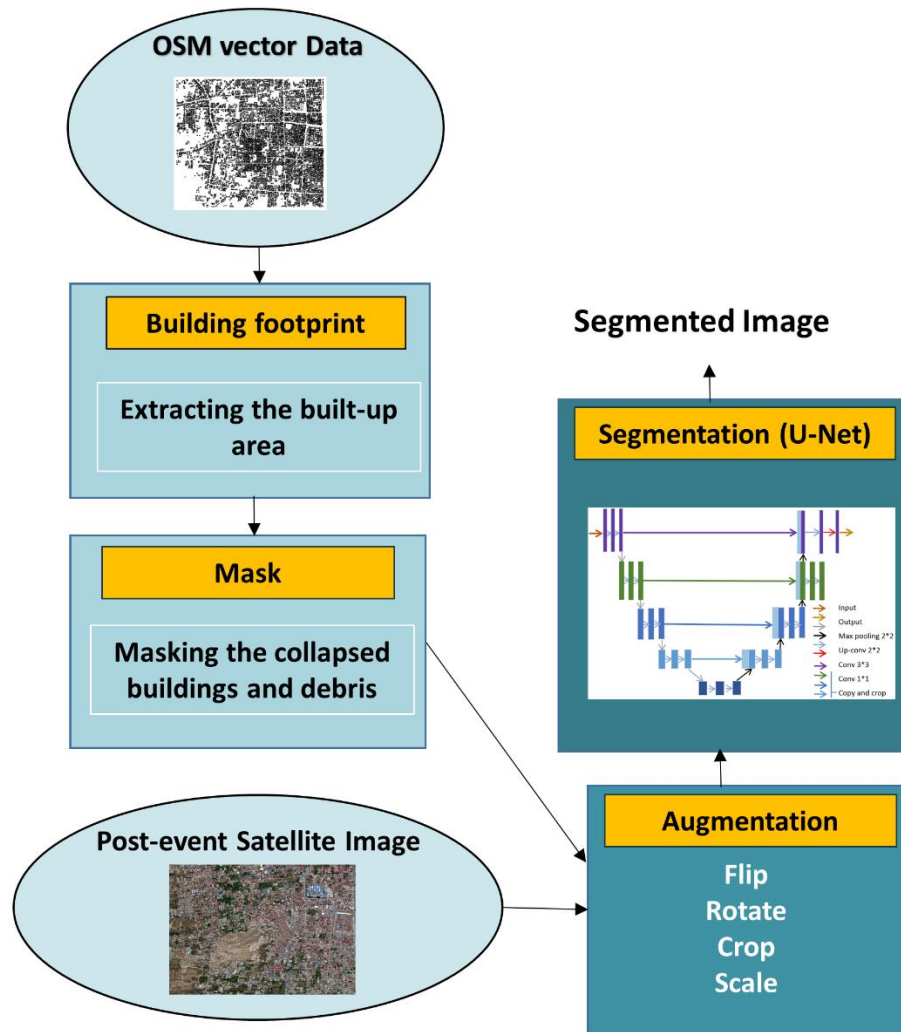 OSM vector Data
Building footprint
Extracting the built-up
area
Mask
Masking the collapsed
buildings and debris
Post-event Satellite Image
Segmented Image
Segmentation (U-Net)
Input
Output
Max pooling 2*2
Up-conv 2*2
Conv 3*3
Conv 1*1
Copy and crop
Augmentation
Flip
Rotate
Crop
Scale